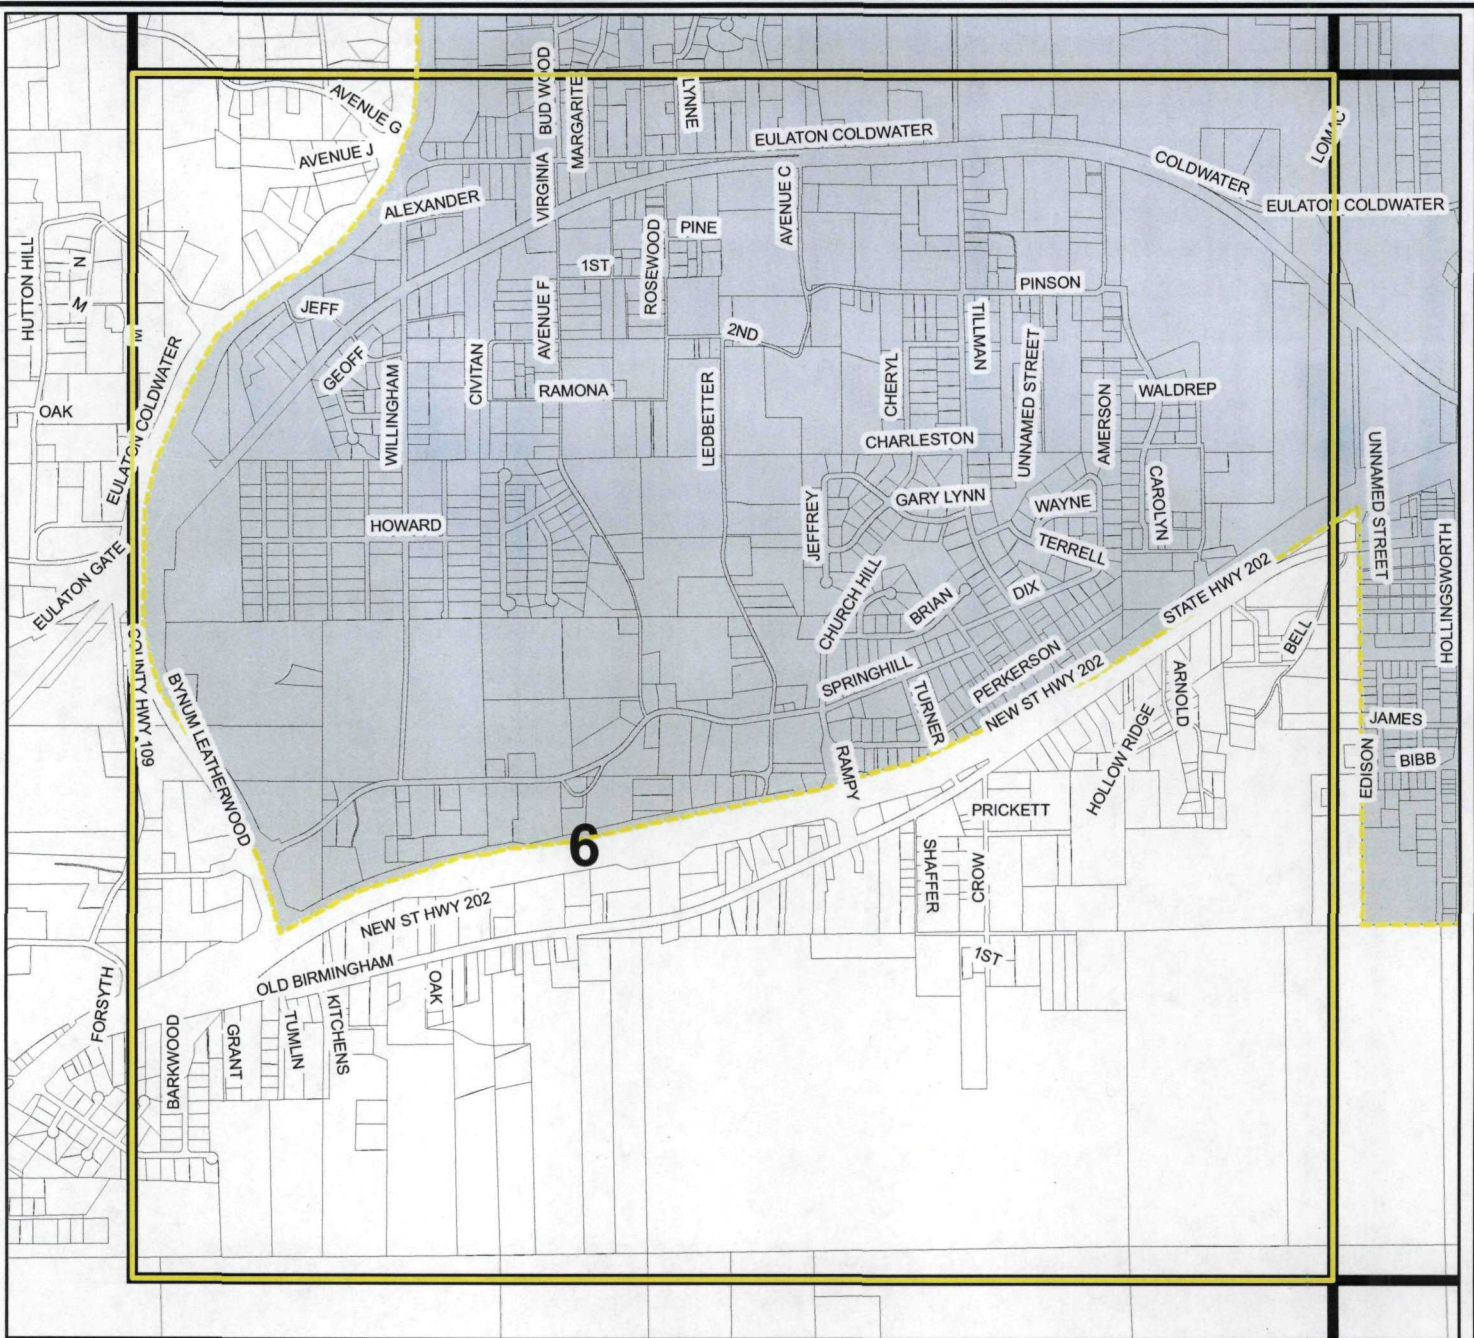 BUD WOOD
MARGARITE
LYNNE
AVENUE G
EULATON COLDWATER
LOMAC
AVENUE J
COLDWATER
VIRGINIA
ALEXANDER
AVENUE C
EULATON COLDWATER
HUTTON HILL
N
M
PINE
ROSEWOOD
1ST
PINSON
JEFF
M
AVENUE F
2ND
TILLMAN
GEOFF
CIVITAN
UNNAMED STREET
EULATON COLDWATER
WILLINGHAM
RAMONA
CHERYL
WALDREP
OAK
LEDBETTER
AMERSON
CHARLESTON
UNNAMED STREET
GARY LYNN
WAYNE
CAROLYN
HOWARD
JEFFREY
TERRELL
HOLLINGSWORTH
EULATON GATE
CHURCH HILL
BRIAN
DIX
STATE HWY 202
BELL
COUNTY HWY 109
BYNUM LEATHERWOOD
SPRINGHILL
PERKERSON
ARNOLD
TURNER
NEW ST HWY 202
JAMES
HOLLOW RIDGE
EDISON
BIBB
RAMPY
PRICKETT
6
SHAFFER
CROW
NEW ST HWY 202
1ST
OLD BIRMINGHAM
OAK
FORSYTH
KITCHENS
TUMLIN
GRANT
BARKWOOD